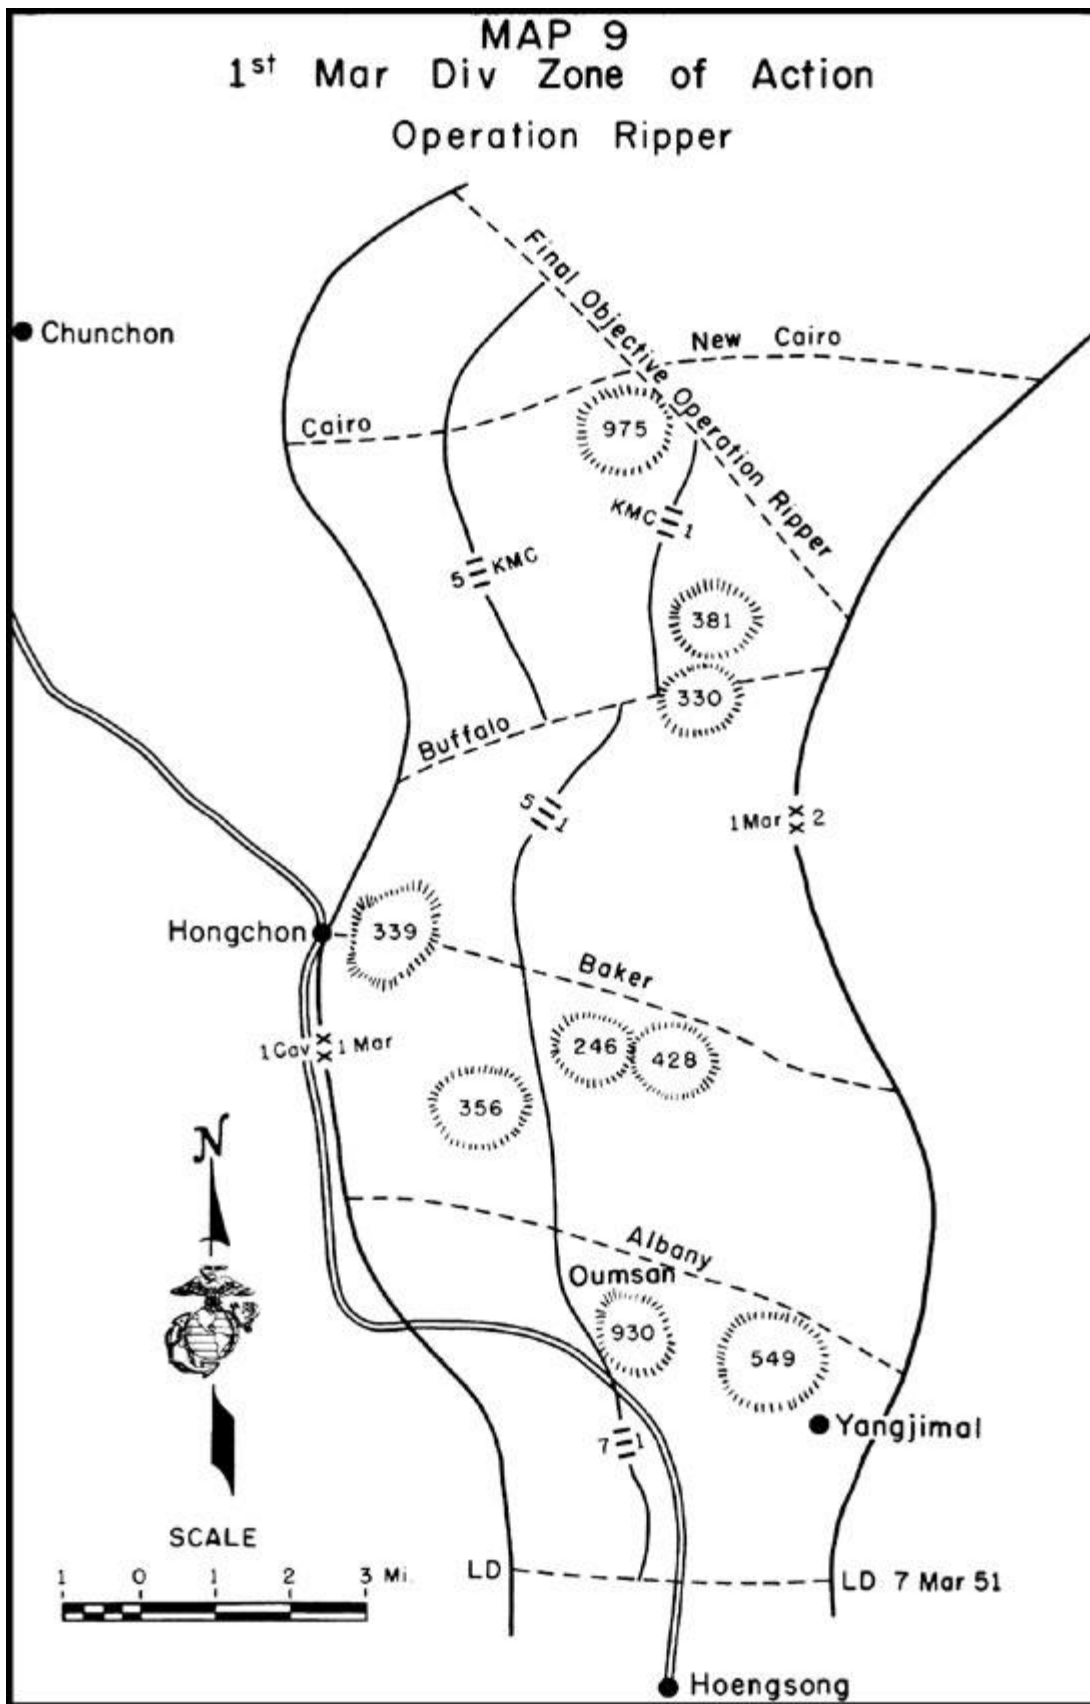 MAP 9
1st Mar Div Zone of Action
Operation Ripper
Final Objective Operation Ripper
Chunchon
New Cairo
Cairo
975
KMC 1
5 KMC
381
330
Buffalo
5 1
1 Mar 2
Hongchon
339
Baker
1 Cav 1 Mar
246
428
356
N
Albany
Oumsan
930
549
Yangjimal
7 1
SCALE
1 0 1 2 3 Mi.
LD
LD 7 Mar 51
Hoengsong